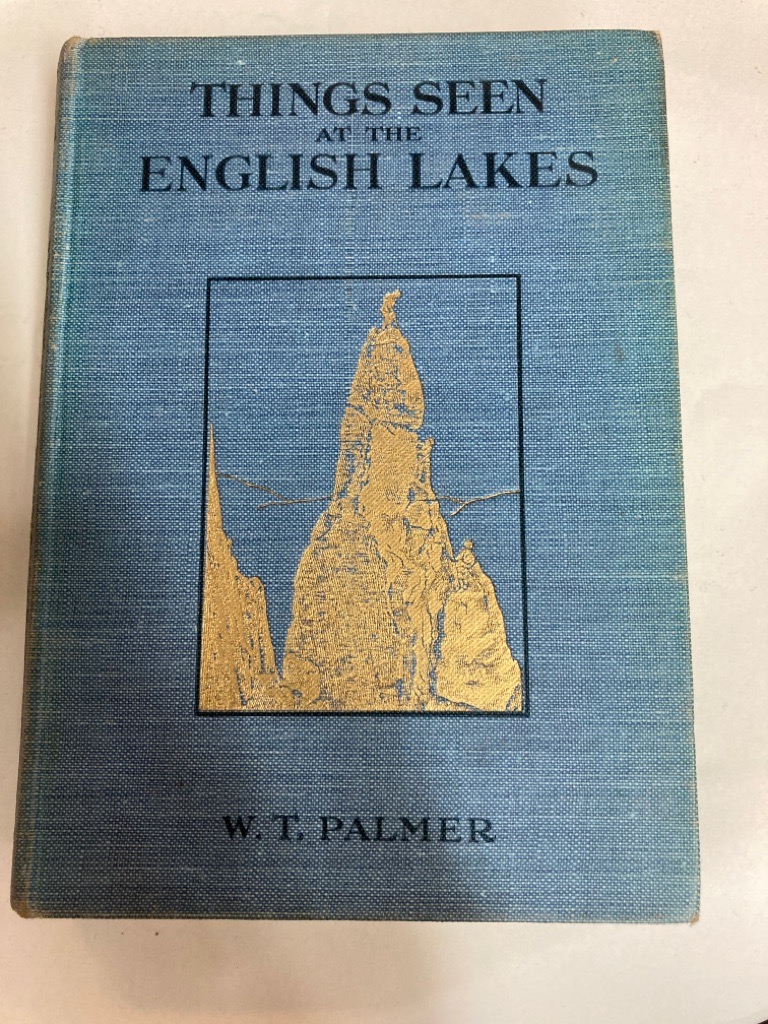 THINGS SEEN
AT THE
ENGLISH LAKES
W. T. PALMER